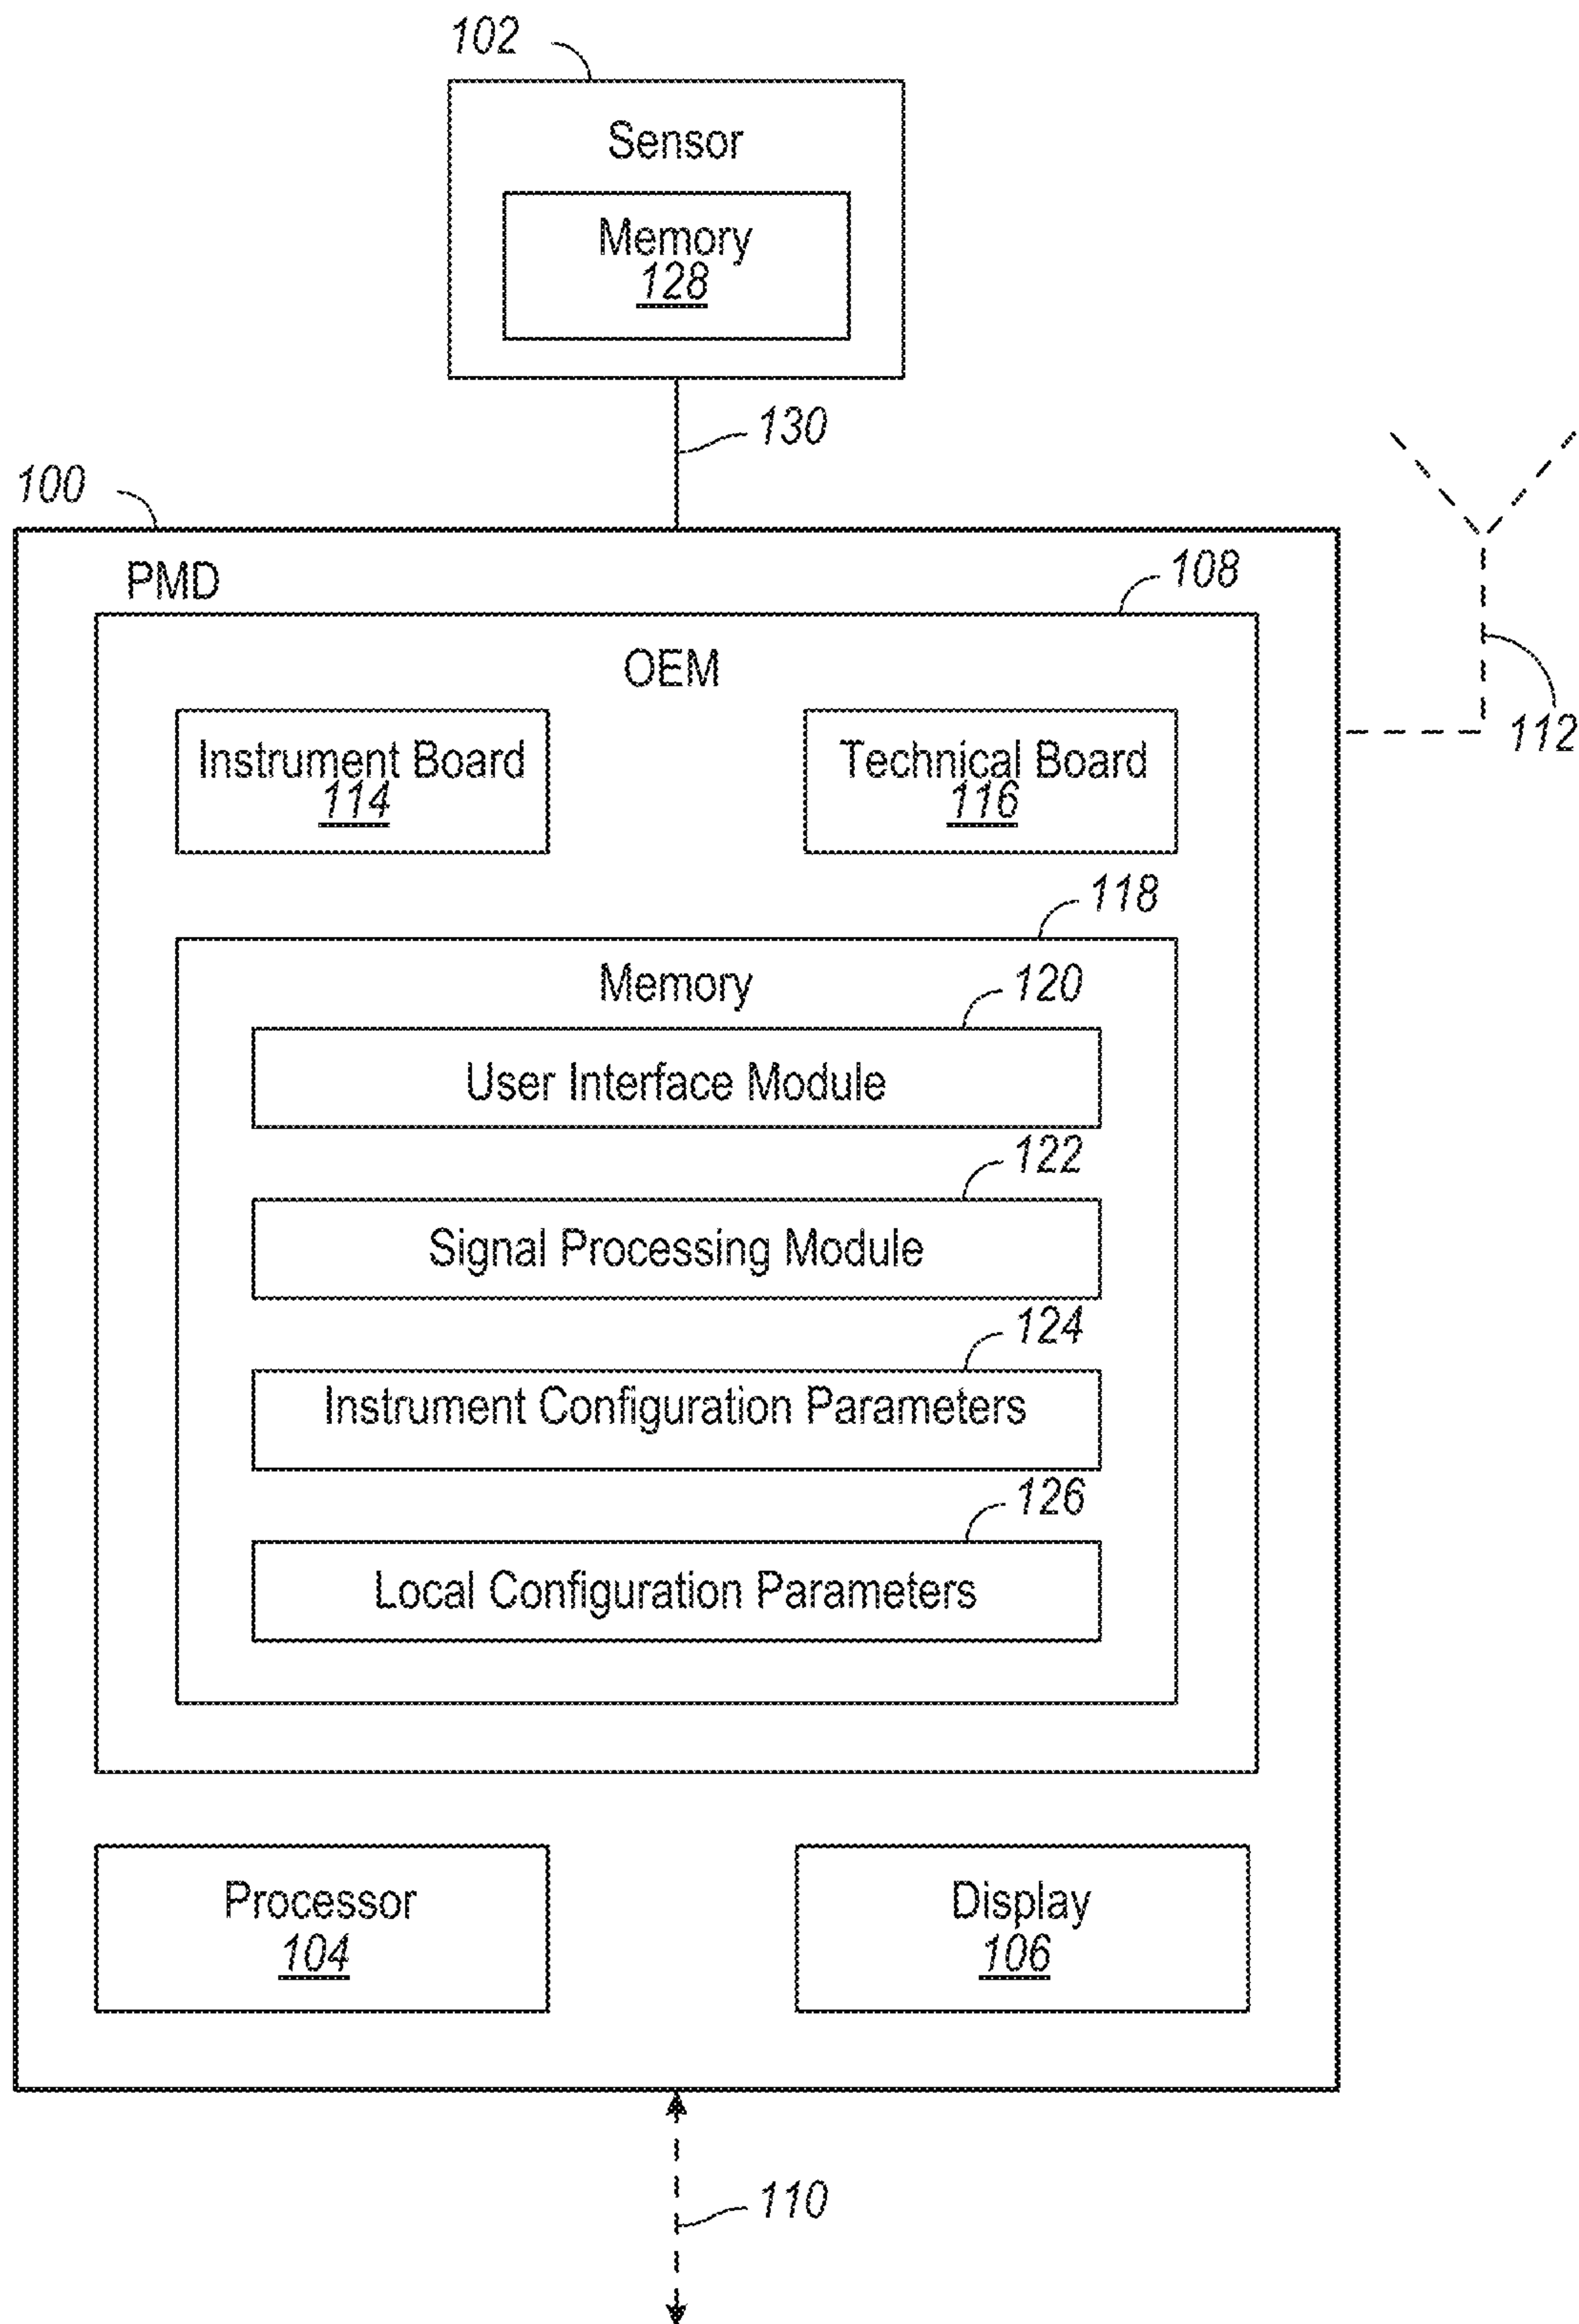 102
Sensor
Memory
128
130
100
PMD
108
OEM
Instrument Board
114
Technical Board
116
112
118
Memory
120
User Interface Module
122
Signal Processing Module
124
Instrument Configuration Parameters
126
Local Configuration Parameters
Processor
104
Display
106
110